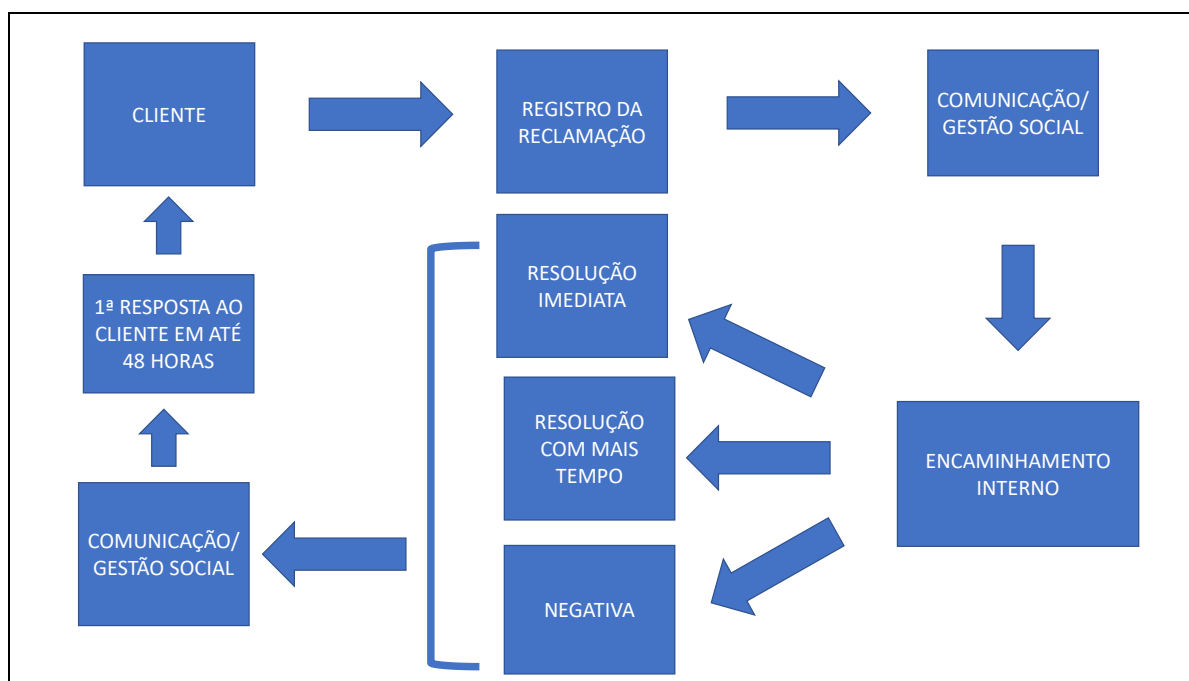 CLIENTE
REGISTRO DA
RECLAMAÇÃO
COMUNICAÇÃO/
GESTÃO SOCIAL
RESOLUÇÃO
IMEDIATA
1ª RESPOSTA AO
CLIENTE EM ATÉ
48 HORAS
RESOLUÇÃO
COM MAIS
TEMPO
ENCAMINHAMENTO
INTERNO
COMUNICAÇÃO/
GESTÃO SOCIAL
NEGATIVA